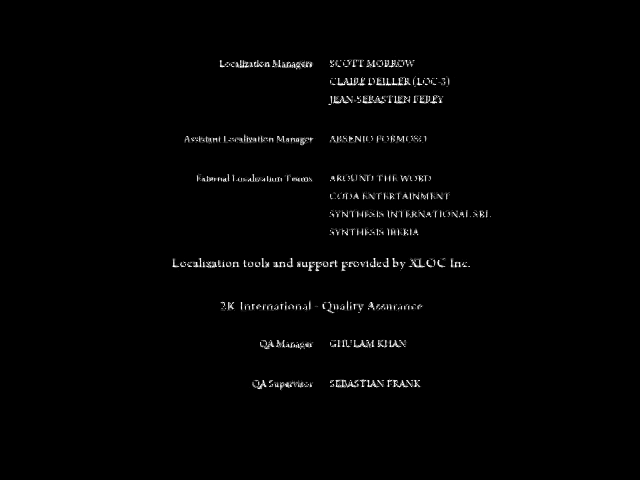 Localization Managers SCOTT MORROW
CLAIRE DEILLER (LOC-3)
JEAN-SEBASTIEN FEREY
Assistant Localization Manager ARSENIO FORMOSO
External Localization Teams AROUND THE WORD
CODA ENTERTAINMENT
SYNTHESIS INTERNATIONAL SRL
SYNTHESIS IBERIA
Localization tools and support provided by XLOC Inc.
2K International - Quality Assurance
QA Manager GHULAM KHAN
QA Supervisor SEBASTIAN FRANK